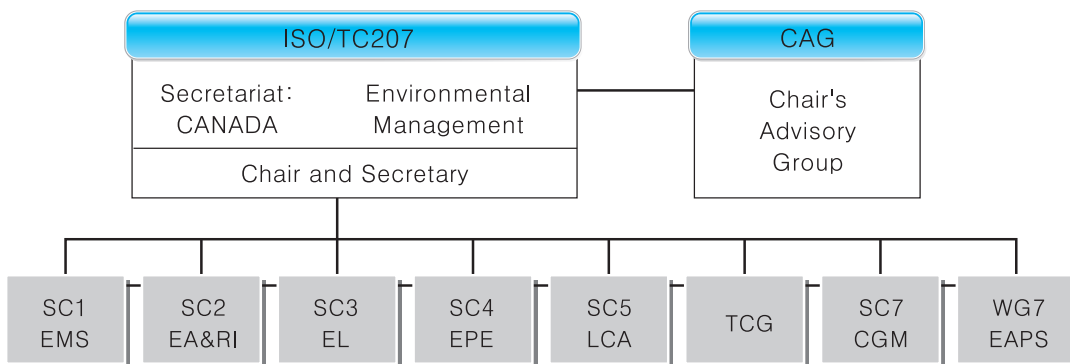 ISO/TC207
Secretariat:
CANADA
Environmental
Management
Chair and Secretary
CAG
Chair's
Advisory
Group
SC1
EMS
SC2
EA&RI
SC3
EL
SC4
EPE
SC5
LCA
TCG
SC7
CGM
WG7
EAPS